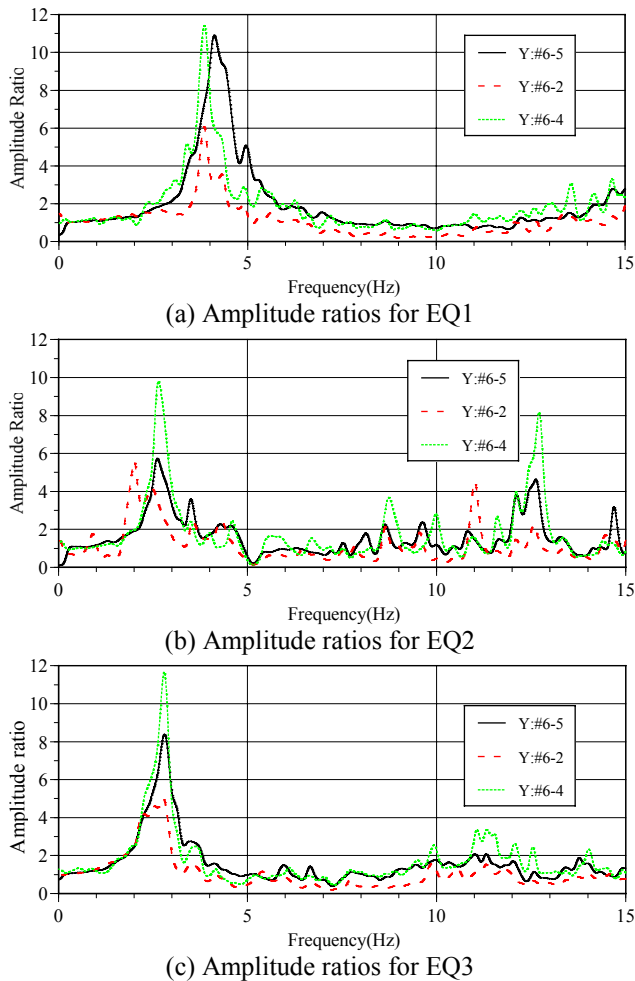 12
10
8
6
4
2
0
Amplitude Ratio
Y:#6-5
Y:#6-2
Y:#6-4
0 5 10 15
Frequency(Hz)
(a) Amplitude ratios for EQ1
12
10
8
6
4
2
0
Amplitude Ratio
Y:#6-5
Y:#6-2
Y:#6-4
0 5 10 15
Frequency(Hz)
(b) Amplitude ratios for EQ2
12
10
8
6
4
2
0
Amplitude ratio
Y:#6-5
Y:#6-2
Y:#6-4
0 5 10 15
Frequency(Hz)
(c) Amplitude ratios for EQ3